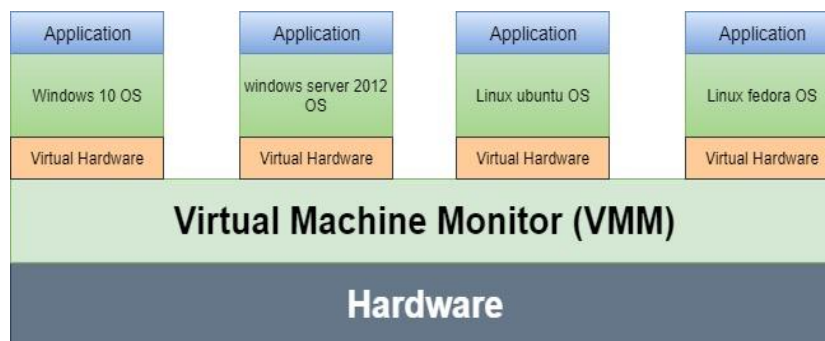 Application
Application
Application
Application
Windows 10 OS
windows server 2012
OS
Linux ubuntu OS
Linux fedora OS
Virtual Hardware
Virtual Hardware
Virtual Hardware
Virtual Hardware
Virtual Machine Monitor (VMM)
Hardware